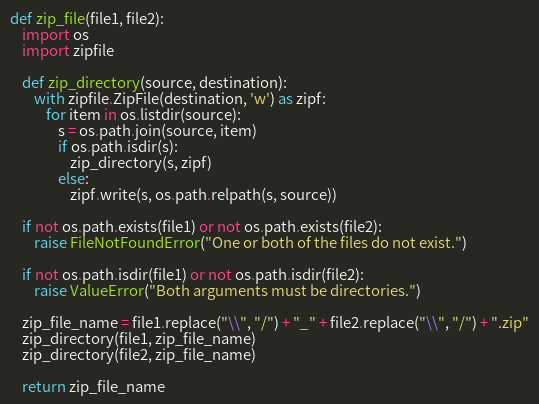 def zip_file(file1, file2):
    import os
    import zipfile

    def zip_directory(source, destination):
        with zipfile.ZipFile(destination, 'w') as zipf:
            for item in os.listdir(source):
                s = os.path.join(source, item)
                if os.path.isdir(s):
                    zip_directory(s, zipf)
                else:
                    zipf.write(s, os.path.relpath(s, source))

    if not os.path.exists(file1) or not os.path.exists(file2):
        raise FileNotFoundError("One or both of the files do not exist.")

    if not os.path.isdir(file1) or not os.path.isdir(file2):
        raise ValueError("Both arguments must be directories.")

    zip_file_name = file1.replace("\\", "/") + "_" + file2.replace("\\", "/") + ".zip"
    zip_directory(file1, zip_file_name)
    zip_directory(file2, zip_file_name)

    return zip_file_name